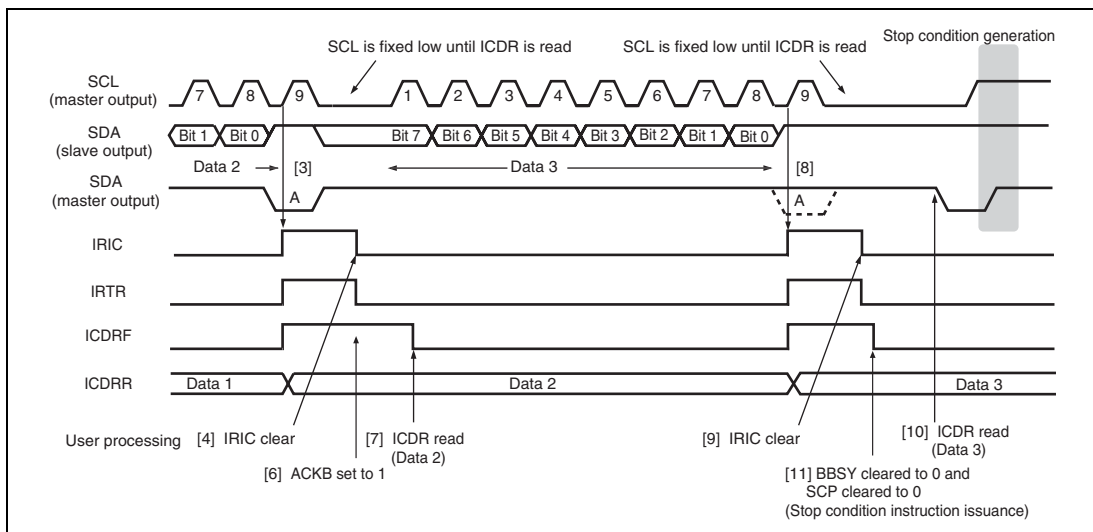 SCL is fixed low until ICDR is read
SCL is fixed low until ICDR is read
Stop condition generation
SCL
(master output)
7 8 9 1 2 3 4 5 6 7 8 9
SDA
(slave output)
Bit 1 Bit 0 Bit 7 Bit 6 Bit 5 Bit 4 Bit 3 Bit 2 Bit 1 Bit 0
Data 2 [3] Data 3 [8]
SDA
(master output)
A A
IRIC
IRTR
ICDRF
ICDRR
Data 1 Data 2 Data 3
User processing
[4] IRIC clear
[6] ACKB set to 1
[7] ICDR read
(Data 2)
[9] IRIC clear
[10] ICDR read
(Data 3)
[11] BBSY cleared to 0 and
SCP cleared to 0
(Stop condition instruction issuance)